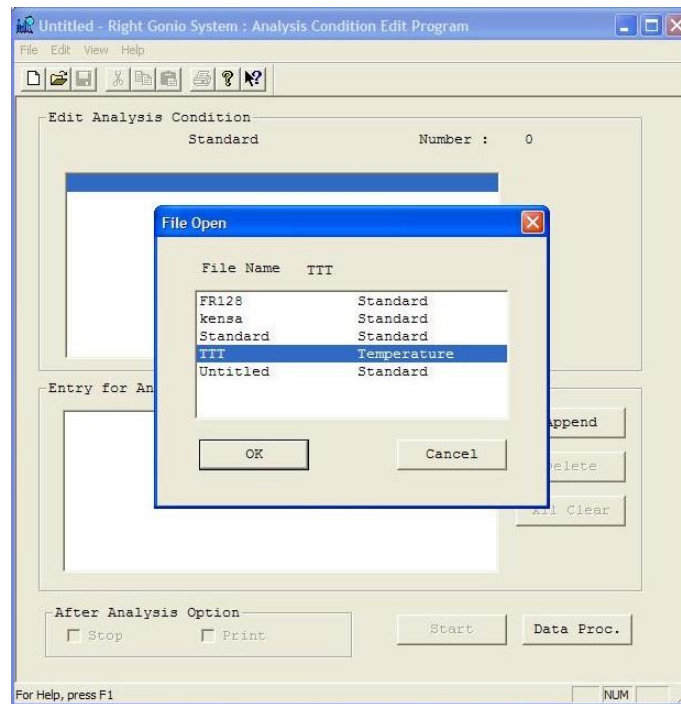 Untitled - Right Gonio System : Analysis Condition Edit Program
File Edit View Help
Edit Analysis Condition
Standard Number : 0
File Open
File Name TTT
FR128 Standard
kensa Standard
Standard Standard
TTT Temperature
Untitled Standard
OK Cancel
Entry for An
Append
Delete
All Clear
After Analysis Option
Stop Print
Start Data Proc.
For Help, press F1
NUM